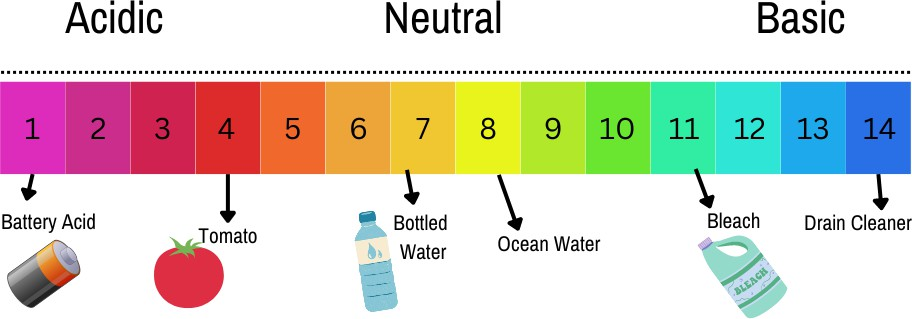 Acidic Neutral Basic
1 2 3 4 5 6 7 8 9 10 11 12 13 14
Battery Acid
Tomato
Bottled
Water
Ocean Water
Bleach
Drain Cleaner
BLEACH